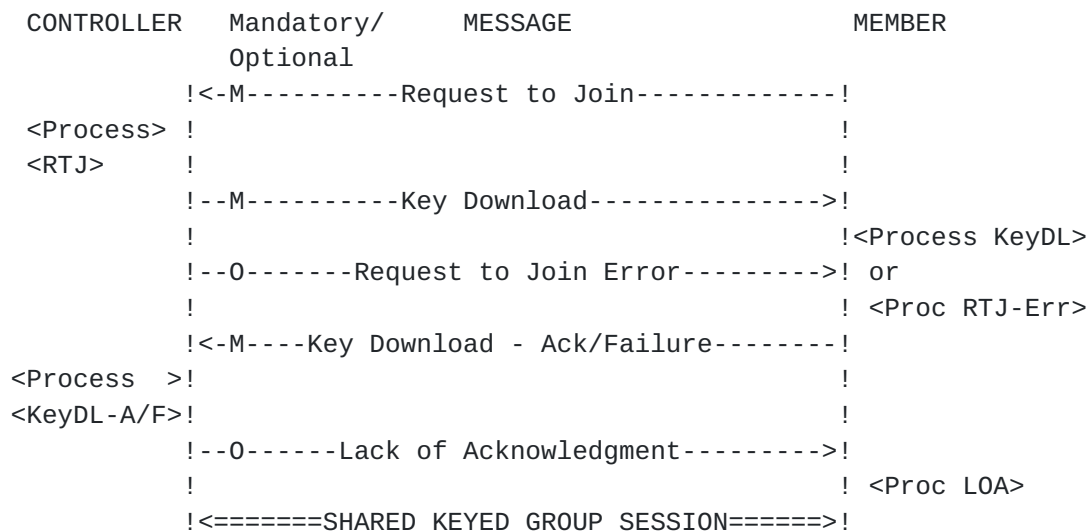 CONTROLLER   Mandatory/     MESSAGE                  MEMBER
              Optional
           !<-M----------Request to Join-------------!
 <Process> !                                         !
 <RTJ>     !                                         !
           !--M----------Key Download--------------->!
           !                                         !<Process KeyDL>
           !--O-------Request to Join Error--------->! or
           !                                         ! <Proc RTJ-Err>
           !<-M----Key Download - Ack/Failure--------!
<Process  >!                                         !
<KeyDL-A/F>!                                         !
           !--O------Lack of Acknowledgment--------->!
           !                                         ! <Proc LOA>
           !<=======SHARED KEYED GROUP SESSION======>!